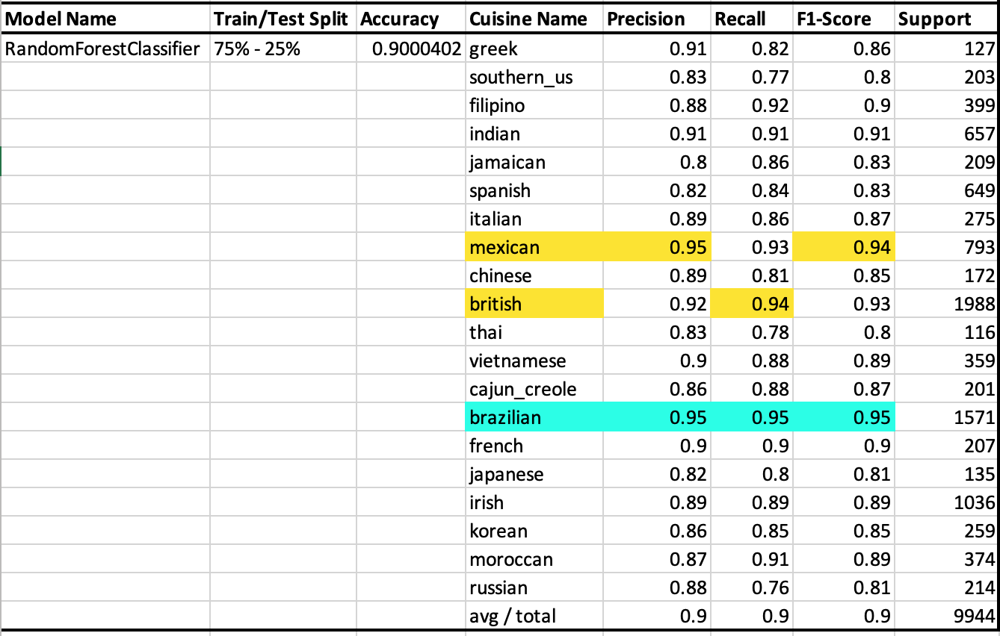 Model Name Train/Test Split Accuracy Cuisine Name Precision Recall F1-Score Support
RandomForestClassifier 75% - 25% 0.9000402 greek 0.91 0.82 0.86 127
southern_us 0.83 0.77 0.8 203
filipino 0.88 0.92 0.9 399
indian 0.91 0.91 0.91 657
jamaican 0.8 0.86 0.83 209
spanish 0.82 0.84 0.83 649
italian 0.89 0.86 0.87 275
mexican 0.95 0.93 0.94 793
chinese 0.89 0.81 0.85 172
british 0.92 0.94 0.93 1988
thai 0.83 0.78 0.8 116
vietnamese 0.9 0.88 0.89 359
cajun_creole 0.86 0.88 0.87 201
brazilian 0.95 0.95 0.95 1571
french 0.9 0.9 0.9 207
japanese 0.82 0.8 0.81 135
irish 0.89 0.89 0.89 1036
korean 0.86 0.85 0.85 259
moroccan 0.87 0.91 0.89 374
russian 0.88 0.76 0.81 214
avg / total 0.9 0.9 0.9 9944